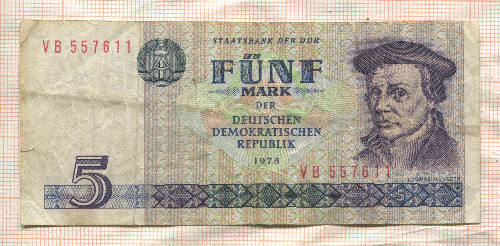 VB 557611
STAATSBANK DER DDR
FÜNF
MARK
DER
DEUTSCHEN
DEMOKRATISCHEN
REPUBLIK
1975
VB 557611
5